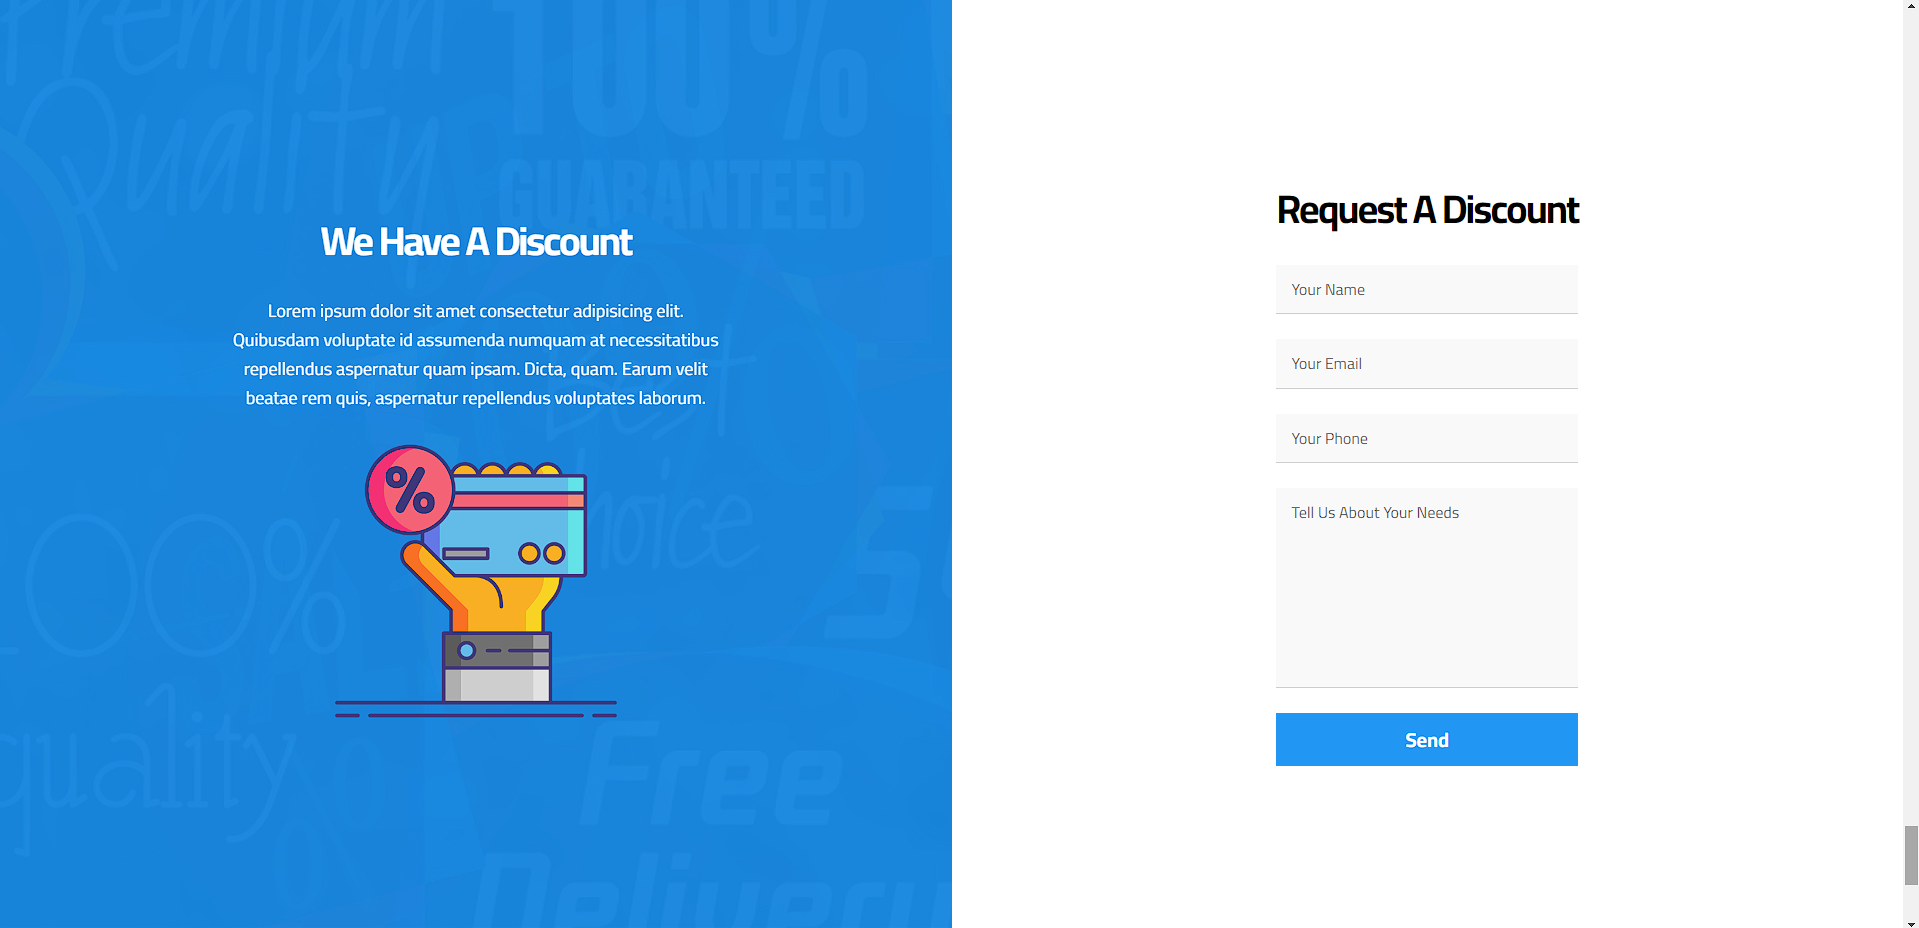 Premium
Quality
100%
GUARANTEED
We Have A Discount
Lorem ipsum dolor sit amet consectetur adipisicing elit.
Quibusdam voluptate id assumenda numquam at necessitatibus
repellendus aspernatur quam ipsam. Dicta, quam. Earum velit
beatae rem quis, aspernatur repellendus voluptates laborum.
Best
choice
%
100%
quality
%
Free
Delivery
Request A Discount
Your Name
Your Email
Your Phone
Tell Us About Your Needs
Send